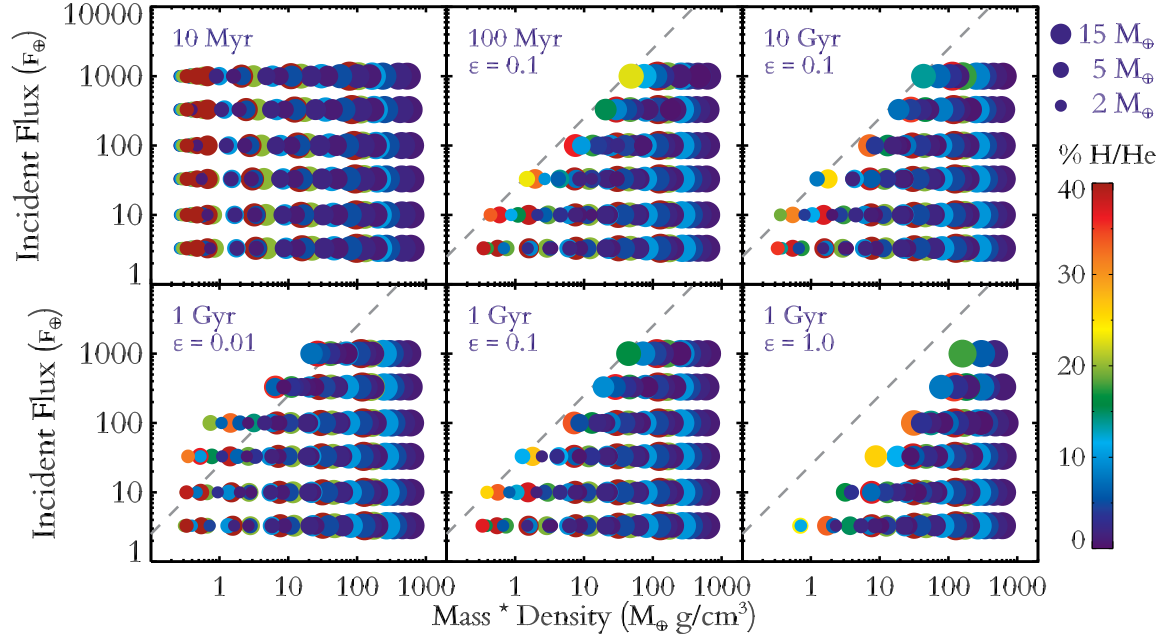 10000
1000
100
10
1
Incident Flux (F⊕)
10 Myr
100 Myr
ε = 0.1
10 Gyr
ε = 0.1
15 M⊕
5 M⊕
2 M⊕
% H/He
40
30
20
10
0
1000
100
10
1
Incident Flux (F⊕)
1 Gyr
ε = 0.01
1 Gyr
ε = 0.1
1 Gyr
ε = 1.0
1 10 100 1000
1 10 100 1000
1 10 100 1000
Mass * Density (M⊕ g/cm³)